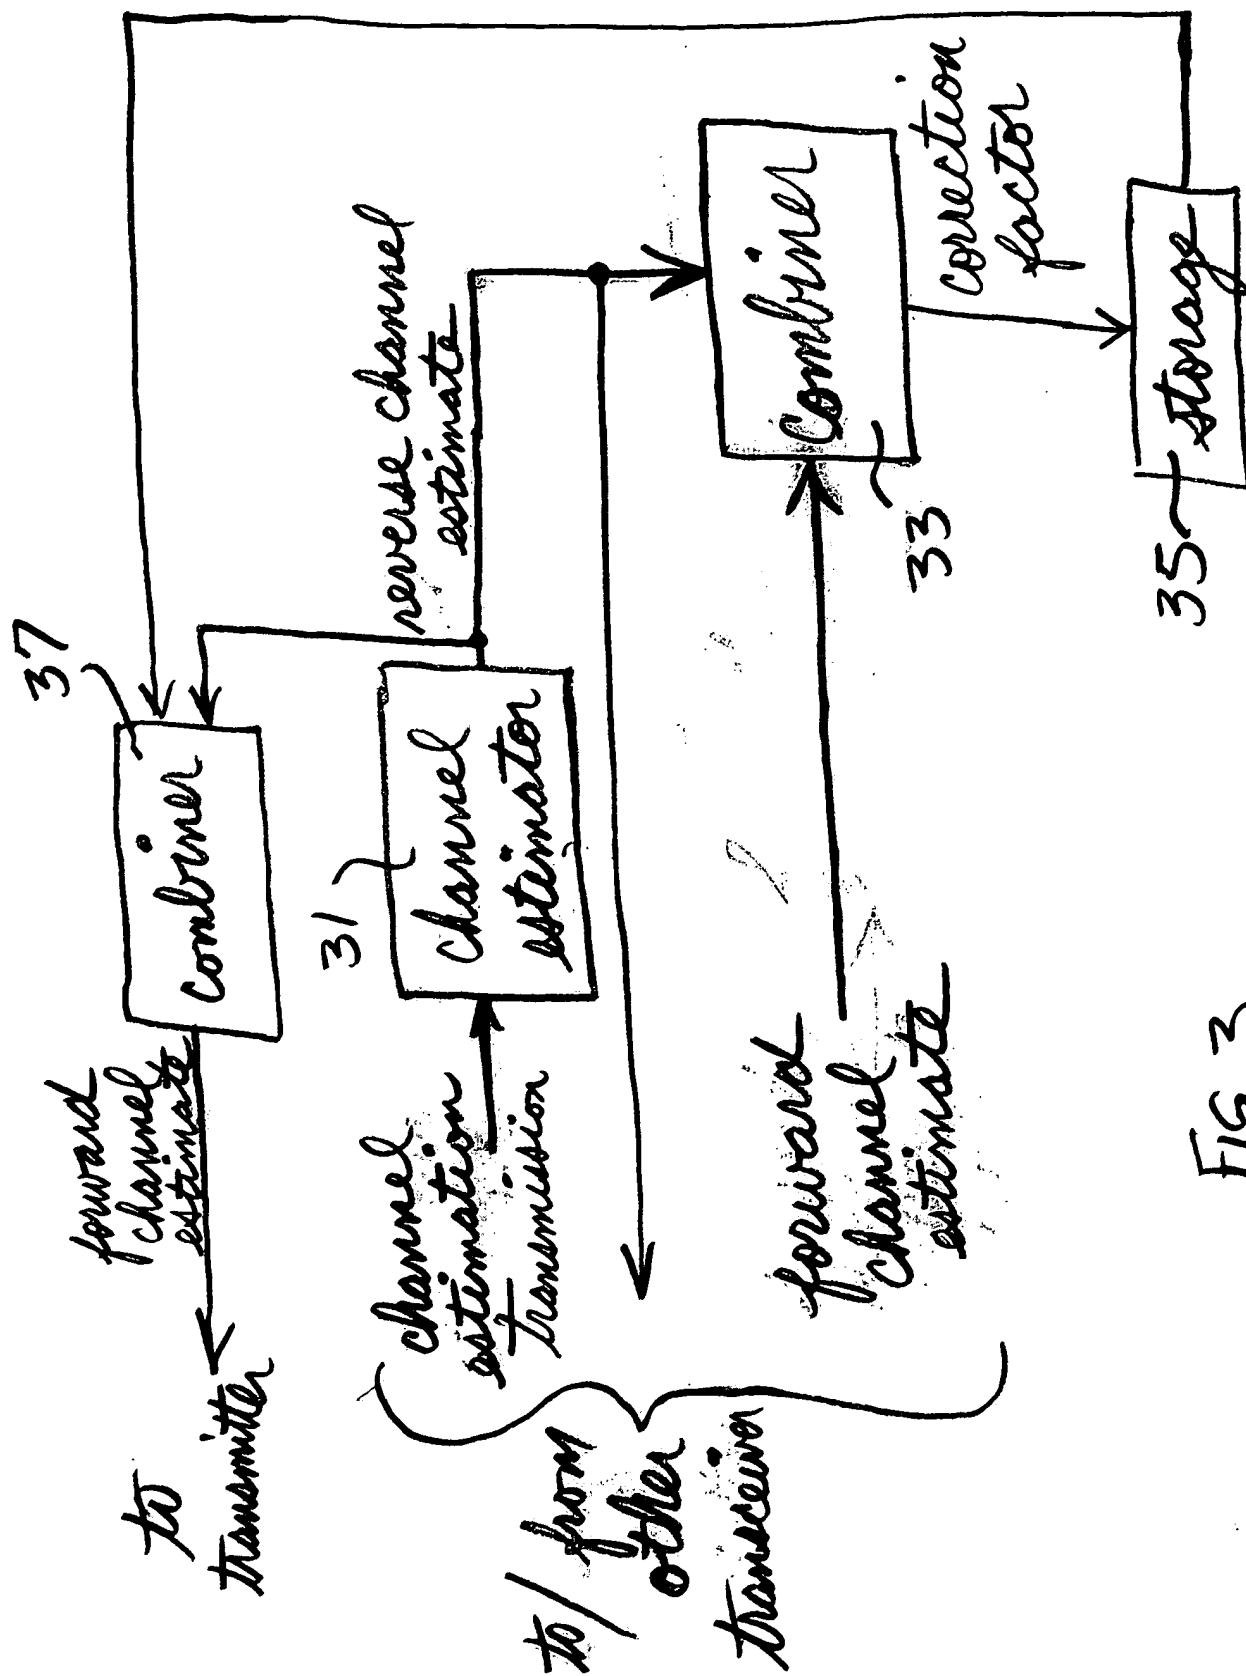 37
combiner
forward
channel
estimate
to
transmitter
31
channel
estimator
reverse channel
estimate
channel
estimation
transmission
combiner
33
correction
factor
forward
channel
estimate
to/from
other
transceiver
35
storage
FIG 3